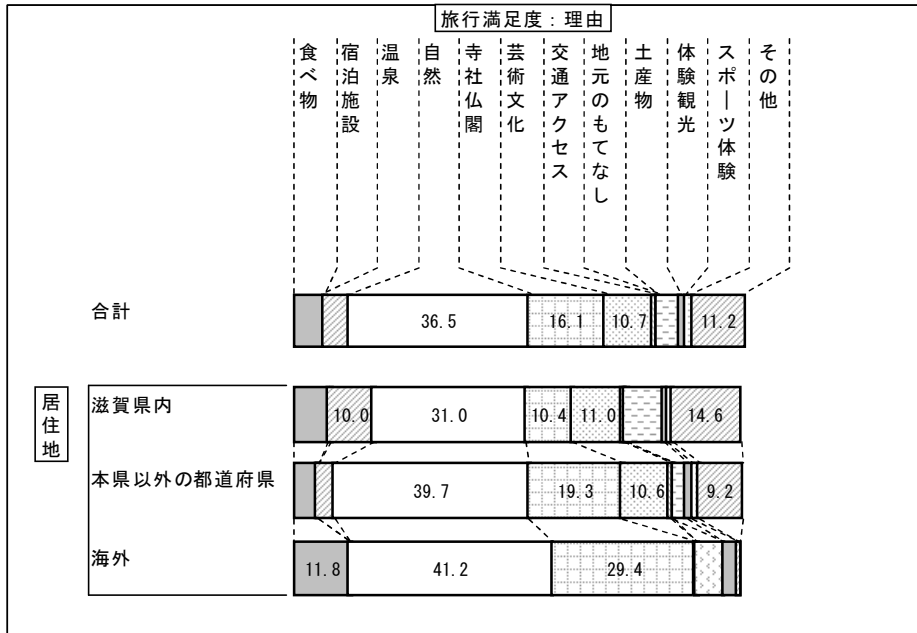 旅行満足度：理由
食べ物
宿泊施設
温泉
自然
寺社仏閣
芸術文化
交通アクセス
地元のもてなし
土産物
体験観光
スポーツ体験
その他
合計
36.5 16.1 10.7 11.2
居住地
滋賀県内
10.0 31.0 10.4 11.0 14.6
本県以外の都道府県
39.7 19.3 10.6 9.2
海外
11.8 41.2 29.4